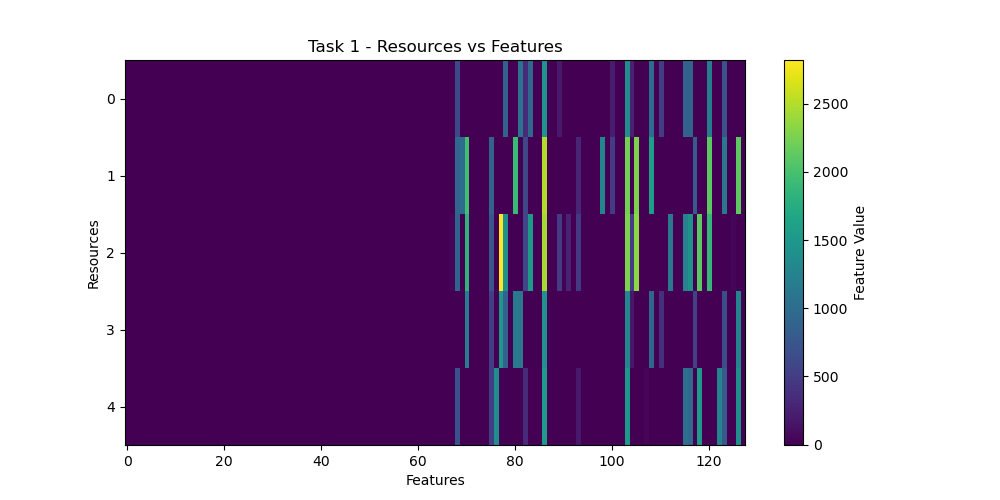 Task 1 - Resources vs Features
Resources
0
1
2
3
4
0 20 40 60 80 100 120
Features
2500
2000
1500
1000
500
0
Feature Value